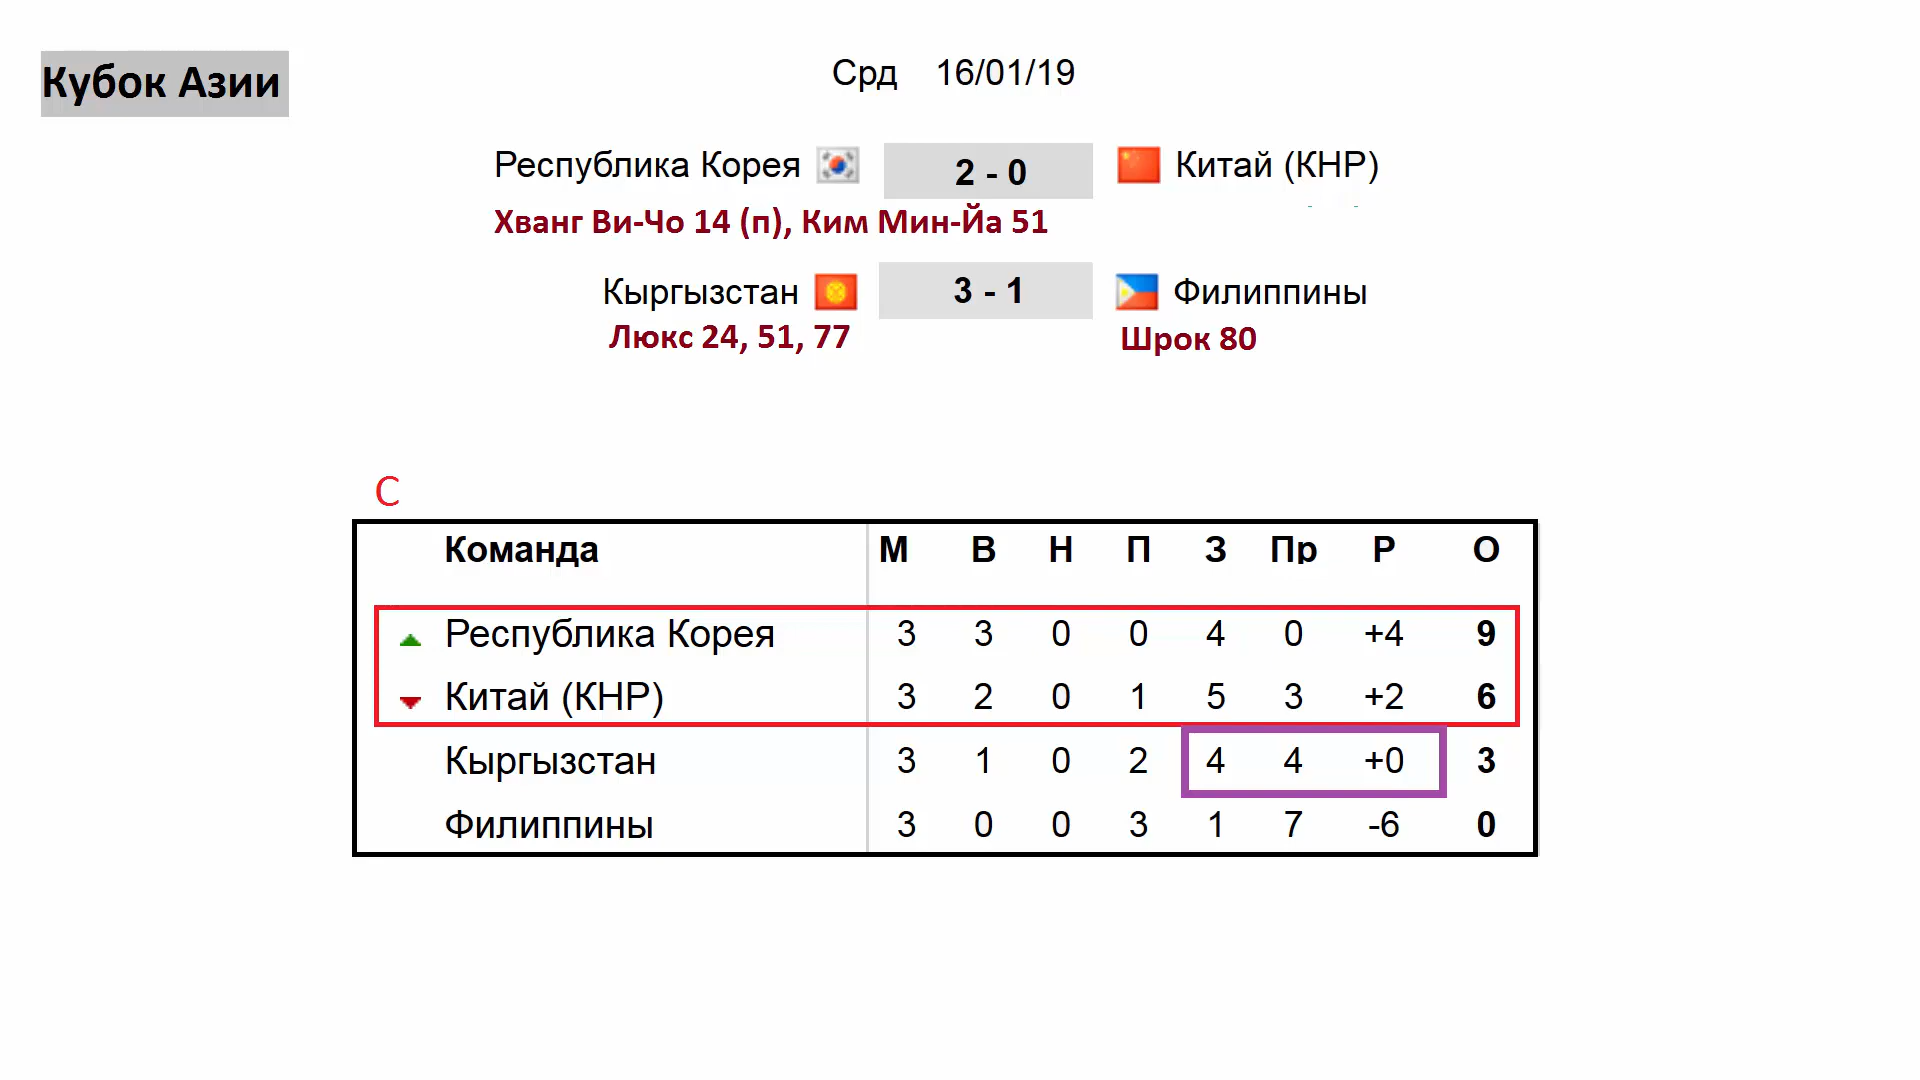 Кубок Азии
Срд 16/01/19
Республика Корея 2 - 0 Китай (КНР)
Хванг Ви-Чо 14 (п), Ким Мин-Йа 51
Кыргызстан 3 - 1 Филиппины
Люкс 24, 51, 77 Шрок 80
С
Команда М В Н П З Пр Р О
Республика Корея 3 3 0 0 4 0 +4 9
Китай (КНР) 3 2 0 1 5 3 +2 6
Кыргызстан 3 1 0 2 4 4 +0 3
Филиппины 3 0 0 3 1 7 -6 0